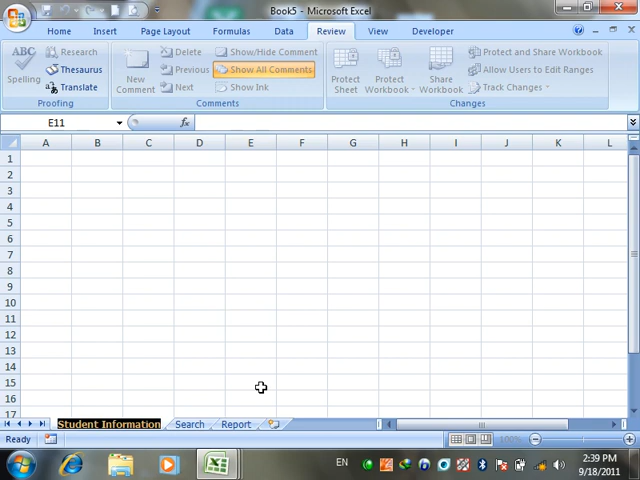 Book5 - Microsoft Excel
Home Insert Page Layout Formulas Data Review View Developer
ABC Spelling Research Thesaurus Translate Proofing
New Comment Delete Previous Next Show/Hide Comment Show All Comments Show Ink Comments
Protect Sheet Protect Workbook Share Workbook Protect and Share Workbook Allow Users to Edit Ranges Track Changes Changes
E11 fx
A B C D E F G H I J K L
1
2
3
4
5
6
7
8
9
10
11
12
13
14
15
16
17
Student Information Search Report
Ready 100%
EN 2:39 PM
9/18/2011